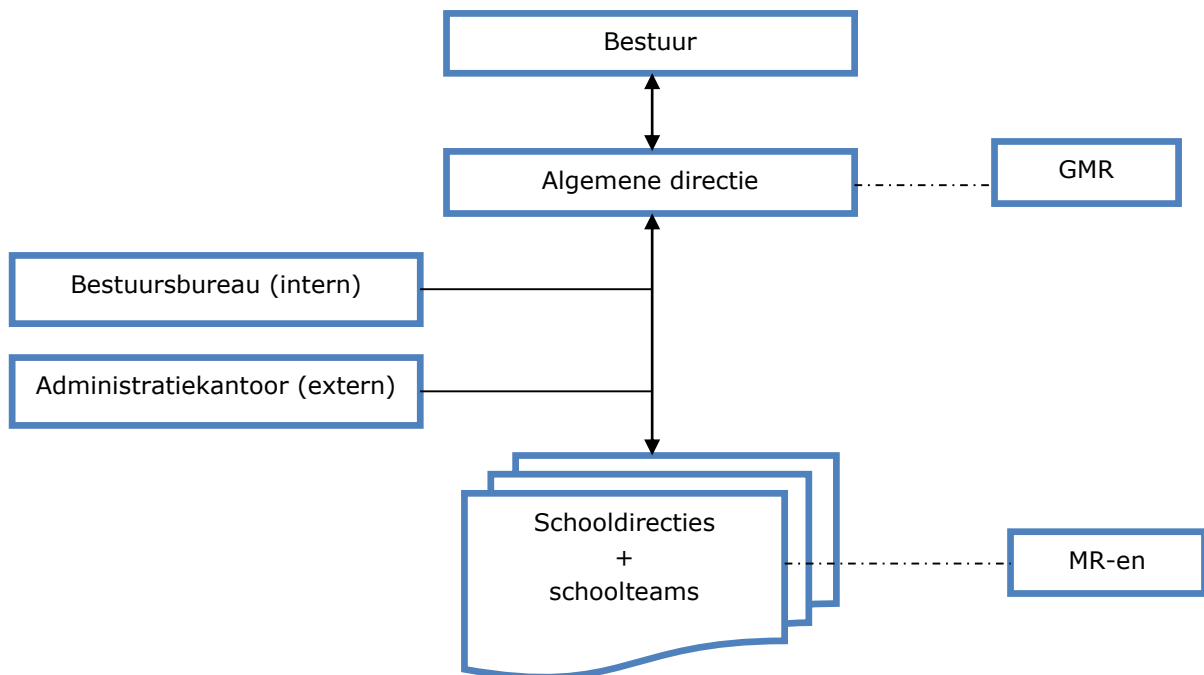 Bestuur
Algemene directie
GMR
Bestuursbureau (intern)
Administratiekantoor (extern)
Schooldirecties
+
schoolteams
MR-en